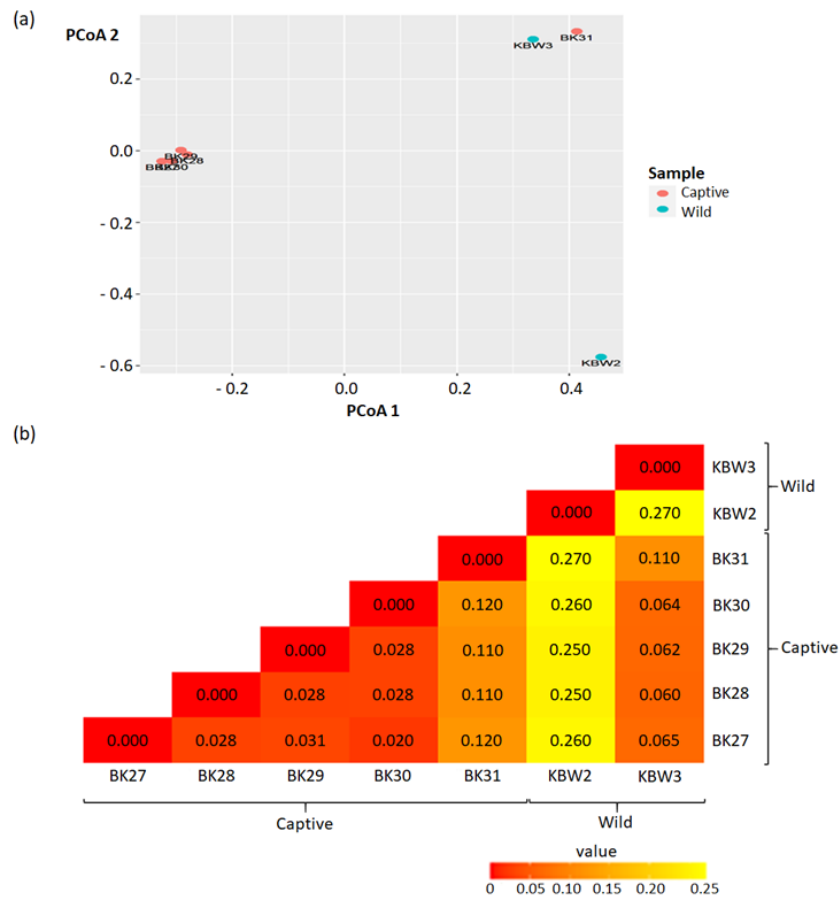 (a)
PCoA 2
KBW3
BK31
0.2
0.0
BK29
BK28
BK30
- 0.2
- 0.4
- 0.6
KBW2
- 0.2
0.0
0.2
0.4
PCoA 1
Sample
Captive
Wild
(b)
0.000 KBW3
0.000 0.270 KBW2
Wild
0.000 0.270 0.110 BK31
0.000 0.120 0.260 0.064 BK30
0.000 0.028 0.110 0.250 0.062 BK29
Captive
0.000 0.028 0.028 0.110 0.250 0.060 BK28
0.000 0.028 0.031 0.020 0.120 0.260 0.065 BK27
BK27 BK28 BK29 BK30 BK31 KBW2 KBW3
Captive Wild
value
0 0.05 0.10 0.15 0.20 0.25